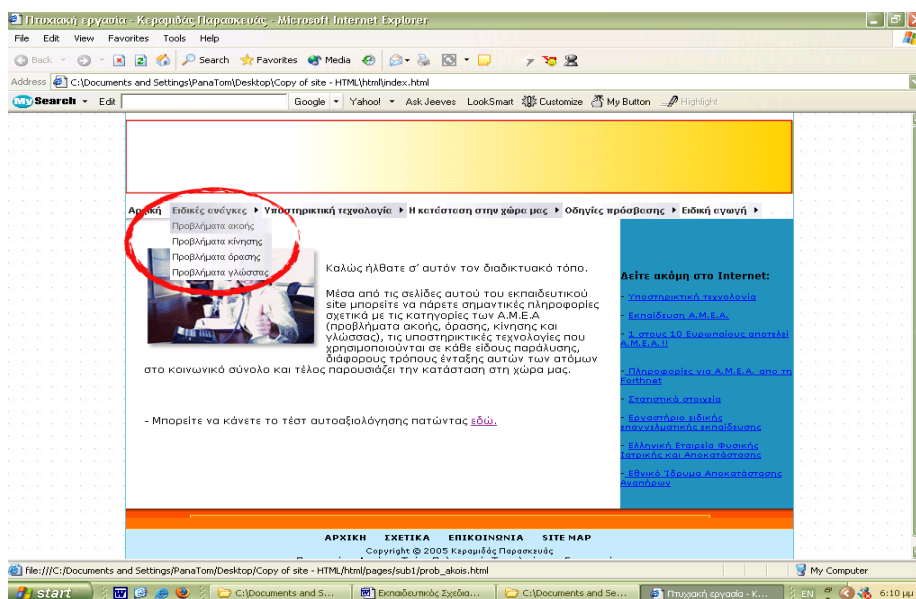 Πτυχιακή εργασία - Κεραμιδάς Παρασκευάς - Microsoft Internet Explorer
File Edit View Favorites Tools Help
Back Search Favorites Media
Address C:\Documents and Settings\PanaTom\Desktop\Copy of site - HTML\html\index.html
My Search Edit Google Yahoo! Ask Jeeves LookSmart Customize My Button Highlight
Αρχική Ειδικές ανάγκες Υποστηρικτική τεχνολογία Η κατάσταση στην χώρα μας Οδηγίες πρόσβασης Ειδική αγωγή
Προβλήματα ακοής
Προβλήματα κίνησης
Προβλήματα όρασης
Προβλήματα γλώσσας
Καλώς ήλθατε σ' αυτόν τον διαδικτυακό τόπο.
Μέσα από τις σελίδες αυτού του εκπαιδευτικού
site μπορείτε να πάρετε σημαντικές πληροφορίες
σχετικά με τις κατηγορίες των Α.Μ.Ε.Α
(προβλήματα ακοής, όρασης, κίνησης και
γλώσσας), τις υποστηρικτικές τεχνολογίες που
χρησιμοποιούνται σε κάθε είδους παράλυσης,
διάφορους τρόπους ένταξης αυτών των ατόμων
στο κοινωνικό σύνολο και τέλος παρουσιάζει την κατάσταση στη χώρα μας.
- Μπορείτε να κάνετε το τέστ αυτοαξιολόγησης πατώντας εδώ.
Δείτε ακόμη στο Internet:
- Υποστηρικτική τεχνολογία
- Εκπαίδευση Α.Μ.Ε.Α.
- 1 στους 10 Ευρωπαίους αποτελεί
Α.Μ.Ε.Α.!!
- Πληροφορίες για Α.Μ.Ε.Α. απο τη
Forthnet
- Στατιστικά στοιχεία
- Εργαστήριο ειδικής
επαγγελματικής εκπαίδευσης
- Ελληνική Εταιρεία Φυσικής
Ιατρικής και Αποκατάστασης
- Εθνικό Ίδρυμα Αποκατάστασης
Αναπήρων
ΑΡΧΙΚΗ ΣΧΕΤΙΚΑ ΕΠΙΚΟΙΝΩΝΙΑ SITE MAP
Copyright @ 2005 Κεραμιδάς Παρασκευάς
file:///C:/Documents and Settings/PanaTom/Desktop/Copy of site - HTML/html/pages/sub1/prob_akois.html My Computer
start C:\Documents and S... Εκπαιδευτικός Σχεδια... C:\Documents and Se... Πτυχιακή εργασία - Κ... EN 6:10 μμ